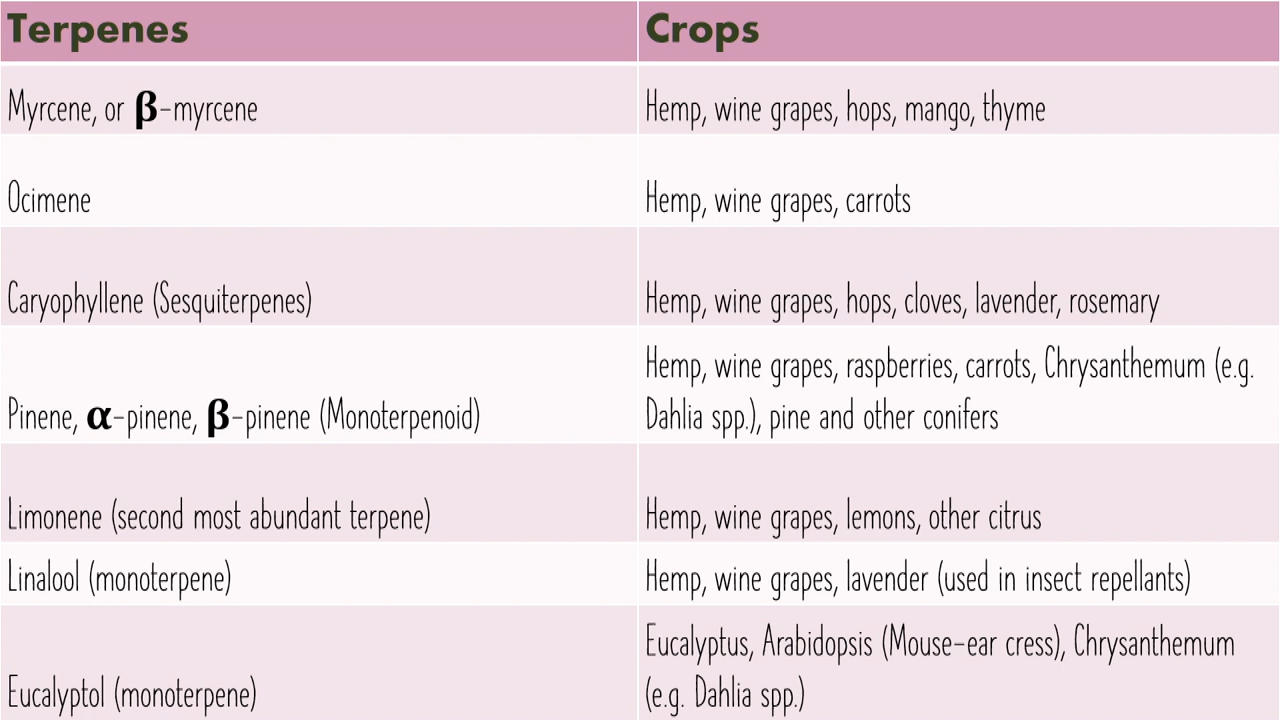 Terpenes
Crops
Myrcene, or β-myrcene
Hemp, wine grapes, hops, mango, thyme
Ocimene
Hemp, wine grapes, carrots
Caryophyllene (Sesquiterpenes)
Hemp, wine grapes, hops, cloves, lavender, rosemary
Pinene, α-pinene, β-pinene (Monoterpenoid)
Hemp, wine grapes, raspberries, carrots, Chrysanthemum (e.g.
Dahlia spp.), pine and other conifers
Limonene (second most abundant terpene)
Hemp, wine grapes, lemons, other citrus
Linalool (monoterpene)
Hemp, wine grapes, lavender (used in insect repellants)
Eucalyptol (monoterpene)
Eucalyptus, Arabidopsis (Mouse-ear cress), Chrysanthemum
(e.g. Dahlia spp.)